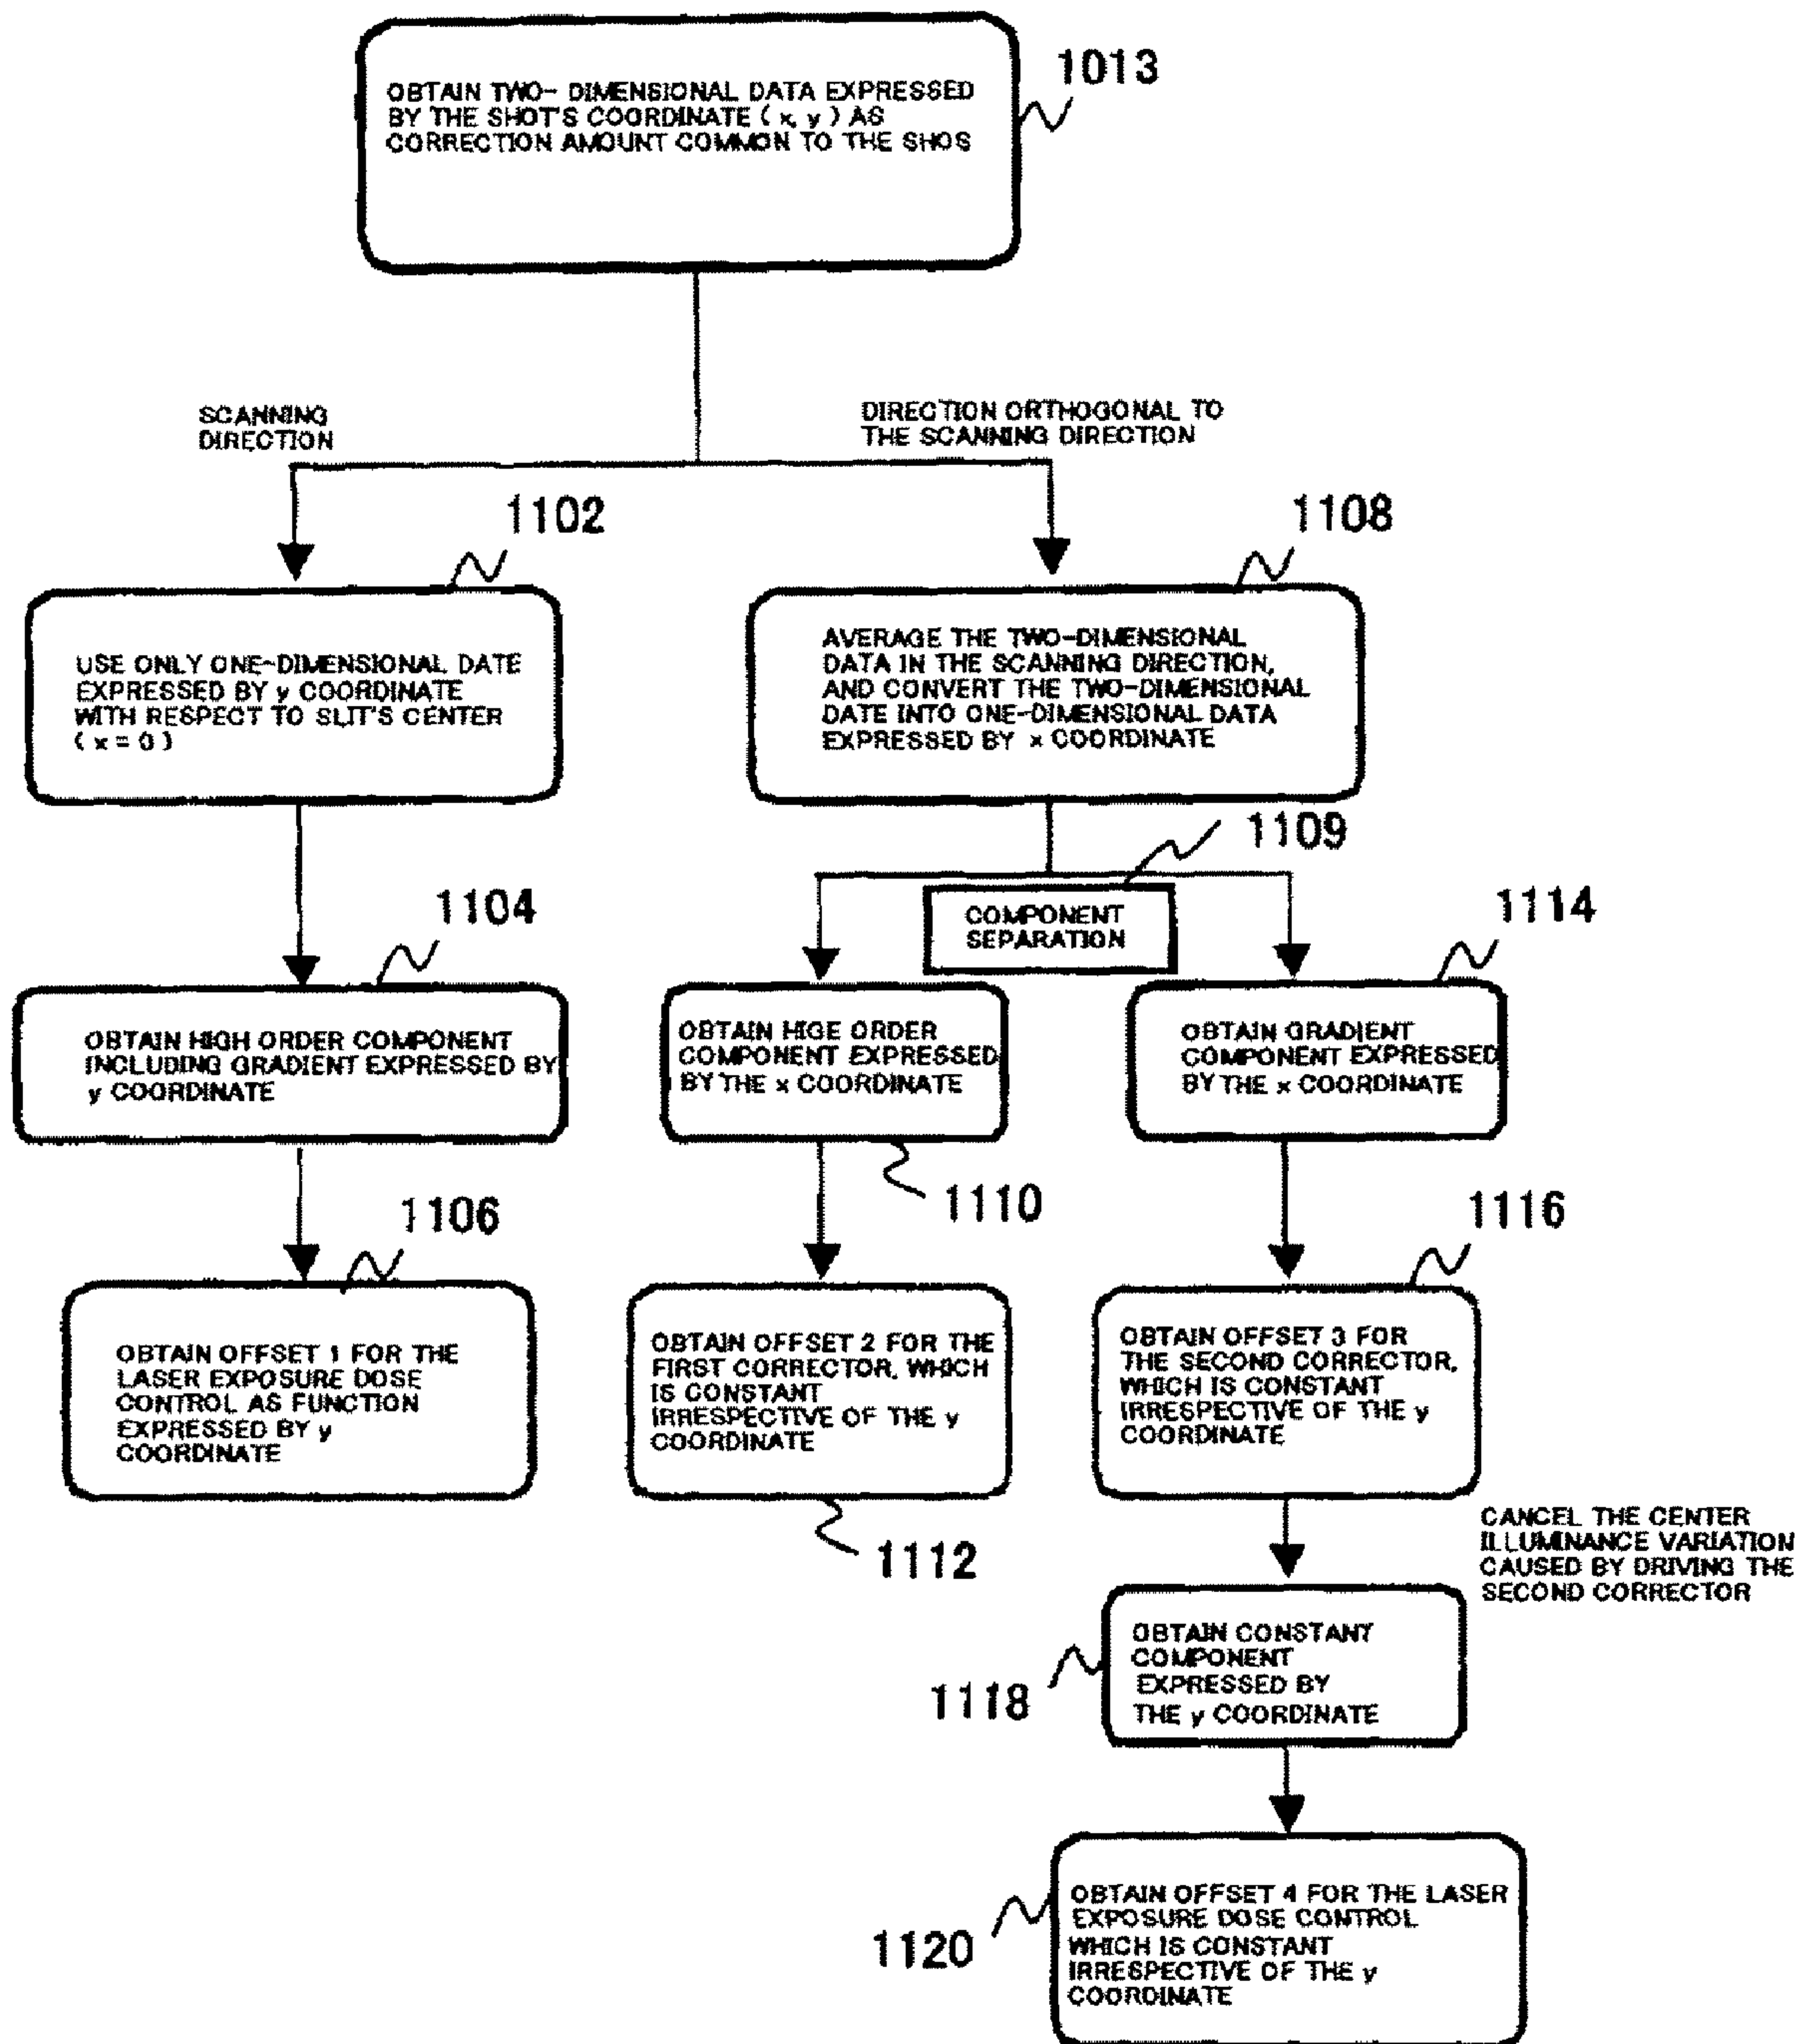 OBTAIN TWO- DIMENSIONAL DATA EXPRESSED
BY THE SHOT'S COORDINATE ( x, y ) AS
CORRECTION AMOUNT COMMON TO THE SHOS
1013
SCANNING
DIRECTION
DIRECTION ORTHOGONAL TO
THE SCANNING DIRECTION
1102
1108
USE ONLY ONE-DIMENSIONAL DATE
EXPRESSED BY y COORDINATE
WITH RESPECT TO SLIT'S CENTER
( x = 0 )
AVERAGE THE TWO-DIMENSIONAL
DATA IN THE SCANNING DIRECTION,
AND CONVERT THE TWO-DIMENSIONAL
DATE INTO ONE-DIMENSIONAL DATA
EXPRESSED BY x COORDINATE
1109
COMPONENT
SEPARATION
1104
1114
OBTAIN HIGH ORDER COMPONENT
INCLUDING GRADIENT EXPRESSED BY
y COORDINATE
OBTAIN HIGE ORDER
COMPONENT EXPRESSED
BY THE x COORDINATE
OBTAIN GRADIENT
COMPONENT EXPRESSED
BY THE x COORDINATE
1110
1106
1116
OBTAIN OFFSET 1 FOR THE
LASER EXPOSURE DOSE
CONTROL AS FUNCTION
EXPRESSED BY y
COORDINATE
OBTAIN OFFSET 2 FOR THE
FIRST CORRECTOR, WHICH
IS CONSTANT
IRRESPECTIVE OF THE y
COORDINATE
OBTAIN OFFSET 3 FOR
THE SECOND CORRECTOR,
WHICH IS CONSTANT
IRRESPECTIVE OF THE y
COORDINATE
1112
CANCEL THE CENTER
ILLUMINANCE VARIATION
CAUSED BY DRIVING THE
SECOND CORRECTOR
OBTAIN CONSTANT
COMPONENT
EXPRESSED BY
THE y COORDINATE
1118
OBTAIN OFFSET 4 FOR THE LASER
EXPOSURE DOSE CONTROL
WHICH IS CONSTANT
IRRESPECTIVE OF THE y
COORDINATE
1120